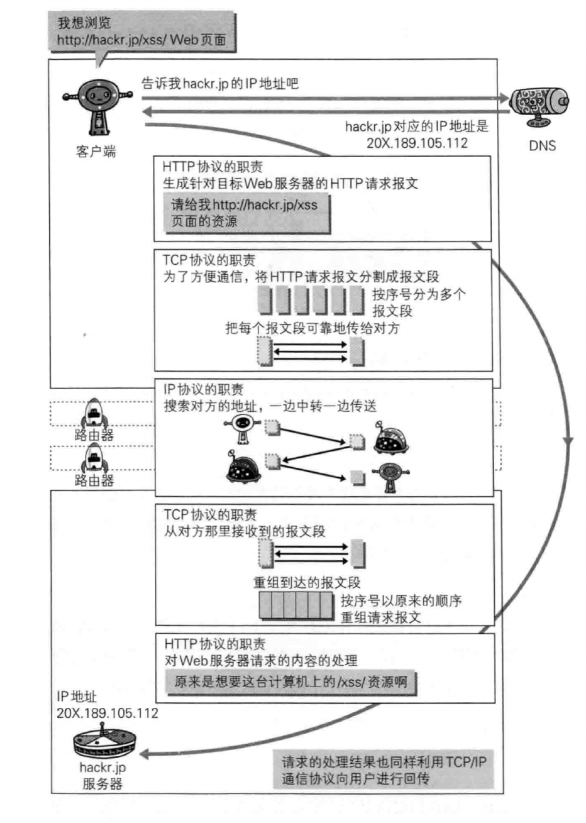 我想浏览
http://hackr.jp/xss/ Web页面
告诉我hackr.jp的IP地址吧
hackr.jp对应的IP地址是
20X.189.105.112
客户端
DNS
HTTP协议的职责
生成针对目标Web服务器的HTTP请求报文
请给我http://hackr.jp/xss
页面的资源
TCP协议的职责
为了方便通信，将HTTP请求报文分割成报文段
按序号分为多个
报文段
把每个报文段可靠地传给对方
IP协议的职责
搜索对方的地址，一边中转一边传送
路由器
路由器
TCP协议的职责
从对方那里接收到的报文段
重组到达的报文段
按序号以原来的顺序
重组请求报文
HTTP协议的职责
对Web服务器请求的内容的处理
原来是想要这台计算机上的/xss/资源啊
IP地址
20X.189.105.112
hackr.jp
服务器
请求的处理结果也同样利用TCP/IP
通信协议向用户进行回传